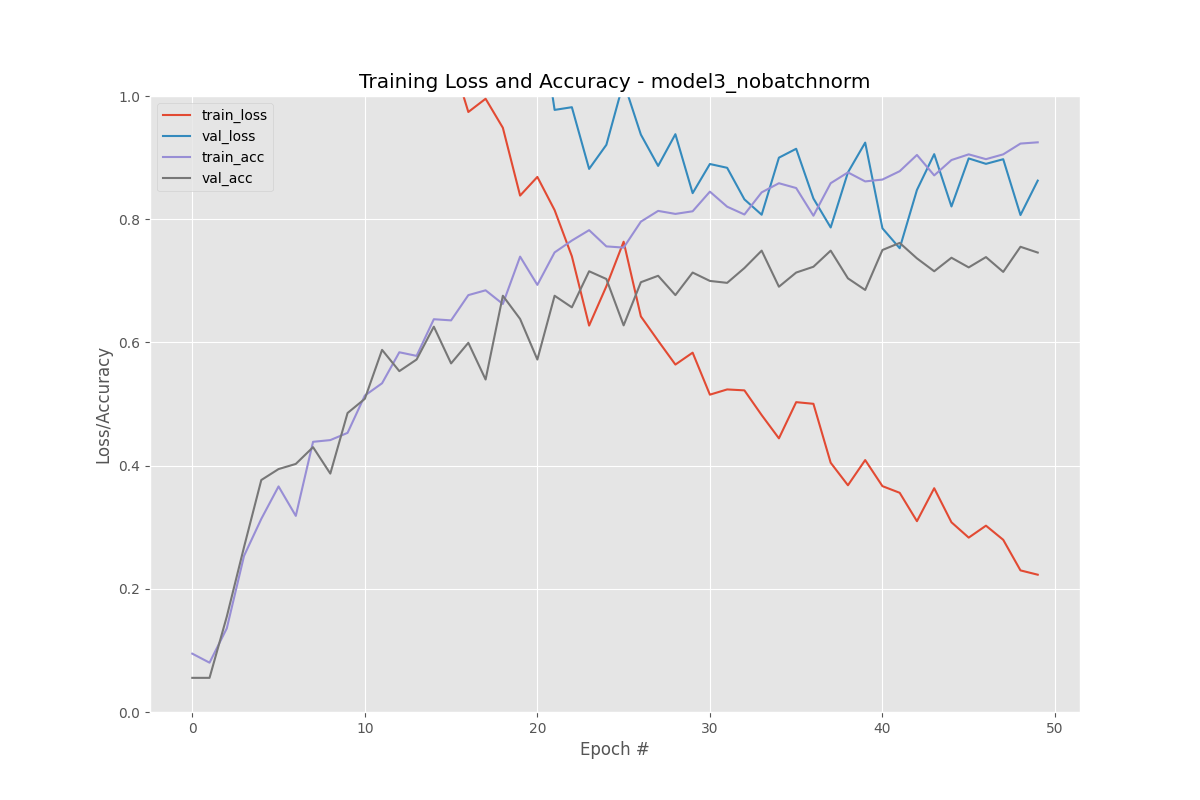 Training Loss and Accuracy - model3_nobatchnorm
train_loss
val_loss
train_acc
val_acc
Loss/Accuracy
1.0
0.8
0.6
0.4
0.2
0.0
0 10 20 30 40 50
Epoch #